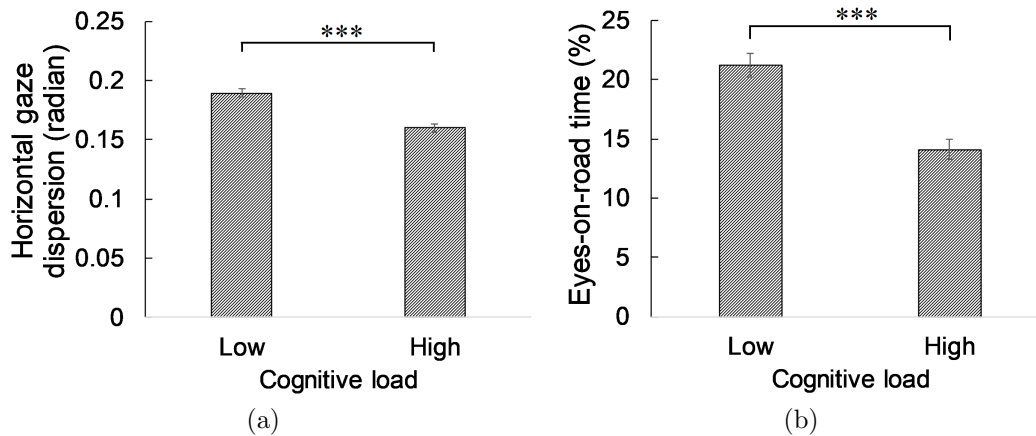 Horizontal gaze
dispersion (radian)
0.25
0.2
0.15
0.1
0.05
0
***
Low
High
Cognitive load
(a)
Eyes-on-road time (%)
25
20
15
10
5
0
***
Low
High
Cognitive load
(b)